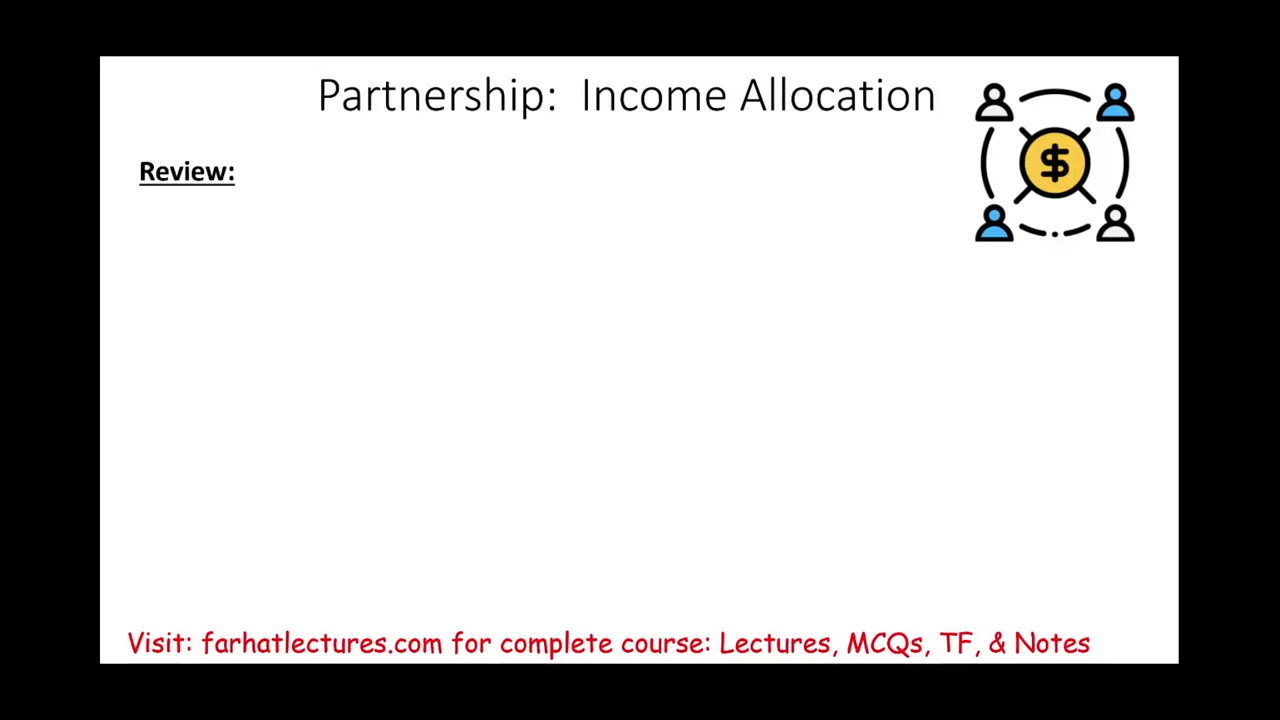 Partnership: Income Allocation
Review:
$
Visit: farhatlectures.com for complete course: Lectures, MCQs, TF, & Notes